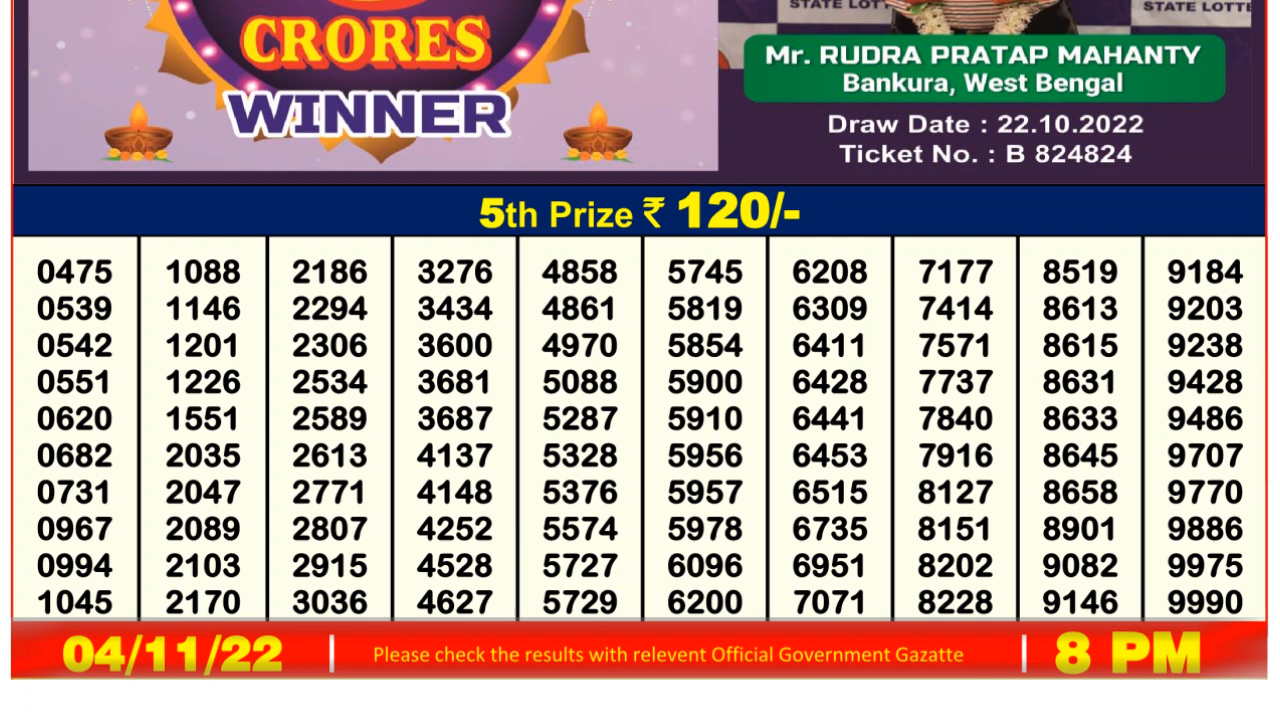 STATE LOTT
STATE LOTTE
CRORES
WINNER
Mr. RUDRA PRATAP MAHANTY
Bankura, West Bengal
Draw Date : 22.10.2022
Ticket No. : B 824824
5th Prize ₹ 120/-
0475 1088 2186 3276 4858 5745 6208 7177 8519 9184
0539 1146 2294 3434 4861 5819 6309 7414 8613 9203
0542 1201 2306 3600 4970 5854 6411 7571 8615 9238
0551 1226 2534 3681 5088 5900 6428 7737 8631 9428
0620 1551 2589 3687 5287 5910 6441 7840 8633 9486
0682 2035 2613 4137 5328 5956 6453 7916 8645 9707
0731 2047 2771 4148 5376 5957 6515 8127 8658 9770
0967 2089 2807 4252 5574 5978 6735 8151 8901 9886
0994 2103 2915 4528 5727 6096 6951 8202 9082 9975
1045 2170 3036 4627 5729 6200 7071 8228 9146 9990
04/11/22 | Please check the results with relevent Official Government Gazatte | 8 PM